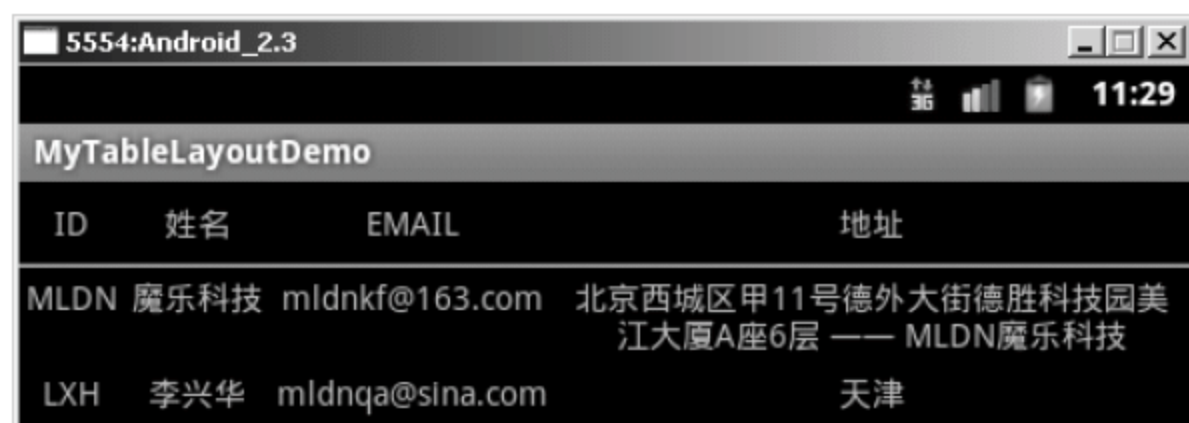 5554:Android_2.3
3G 11:29
MyTableLayoutDemo
ID 姓名 EMAIL 地址
MLDN 魔乐科技 mldnkf@163.com 北京西城区甲11号德外大街德胜科技园美
江大厦A座6层 —— MLDN魔乐科技
LXH 李兴华 mldnqa@sina.com 天津